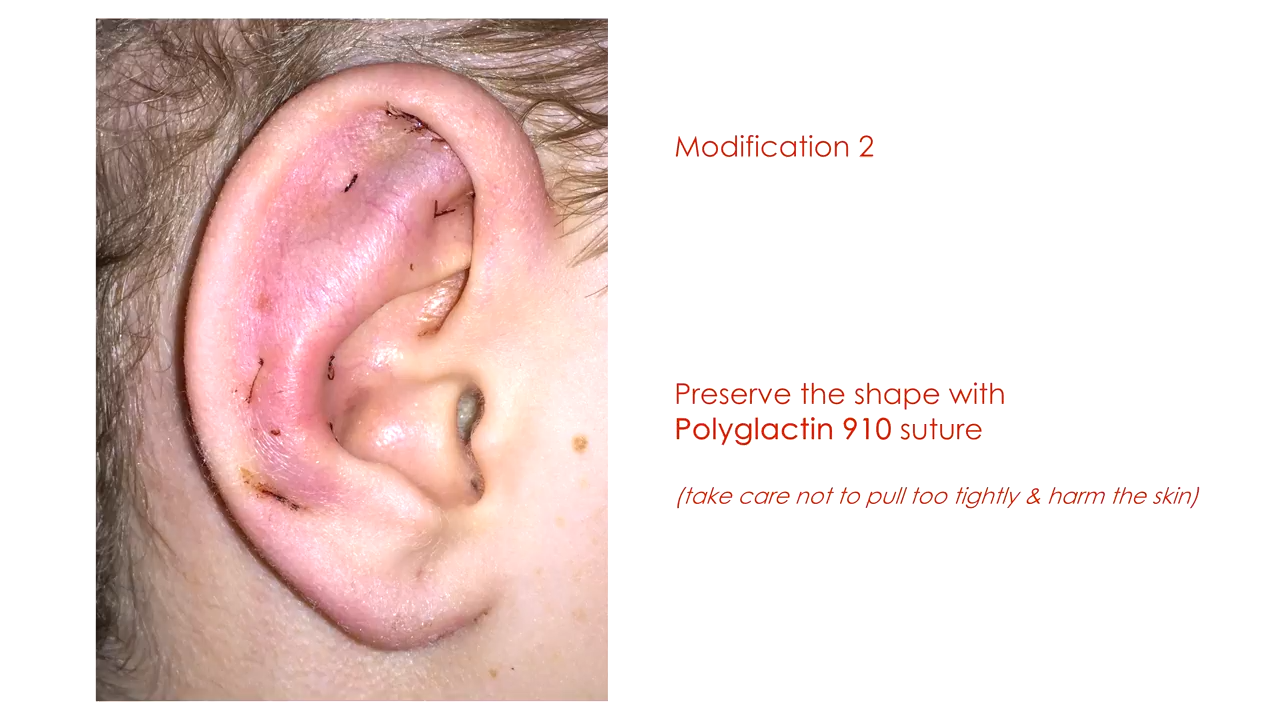 Modification 2
Preserve the shape with
Polyglactin 910 suture
(take care not to pull too tightly & harm the skin)